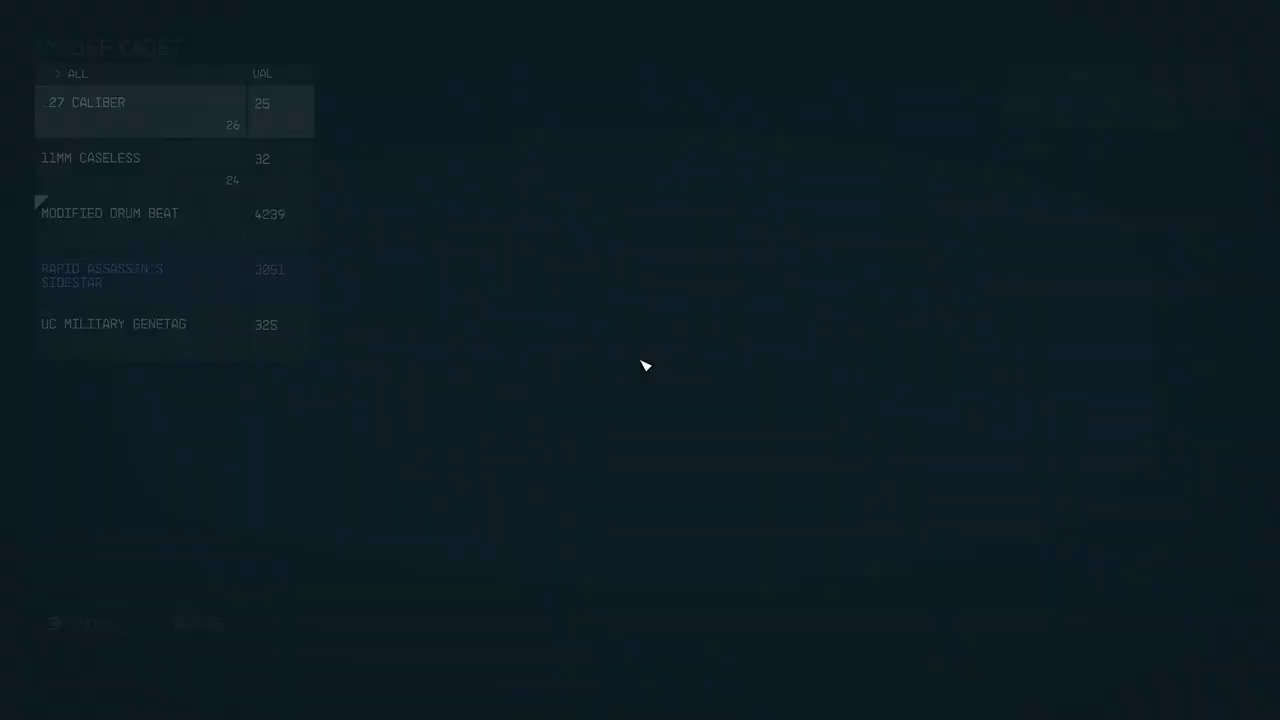 > ALL VAL
.27 CALIBER 25
26
11MM CASELESS 32
24
MODIFIED DRUM BEAT 4239
RAPID ASSASSIN'S 3051
SIDESTAR
UC MILITARY GENETAG 325